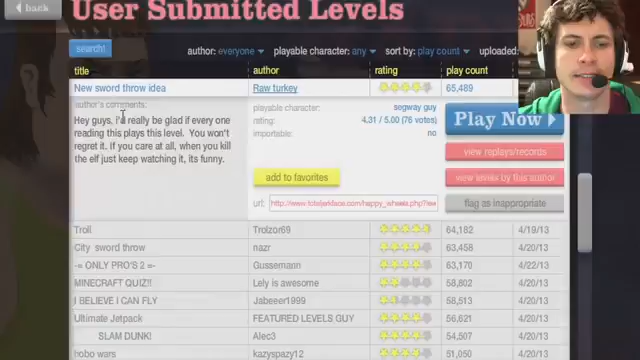 back
User Submitted Levels
search!
author: everyone playable character: any sort by: play count uploaded:
title author rating play count
New sword throw idea Raw turkey 65,489
author's comments:
Hey guys, i'd really be glad if every one
reading this plays this level. You won't
regret it. If you care at all, when you kill
the elf just keep watching it, its funny.
playable character: segway guy
rating: 4.31 / 5.00 (76 votes)
importable: no
add to favorites
url: http://www.totaljerkface.com/happy_wheels.php?
Play Now
view replays/records
view levels by this author
flag as inappropriate
Troll Trolzor69 64,182 4/19/13
City sword throw nazr 63,458 4/20/13
-= ONLY PRO'S 2 =- Gussemann 63,170 4/22/13
MINECRAFT QUIZ!! Lely is awesome 58,802 4/20/13
I BELIEVE I CAN FLY Jabeeer1999 58,513 4/20/13
Ultimate Jetpack FEATURED LEVELS GUY 56,621 4/20/13
SLAM DUNK! Alec3 54,507 4/20/13
hobo wars kazyspazy12 51,050 4/20/13